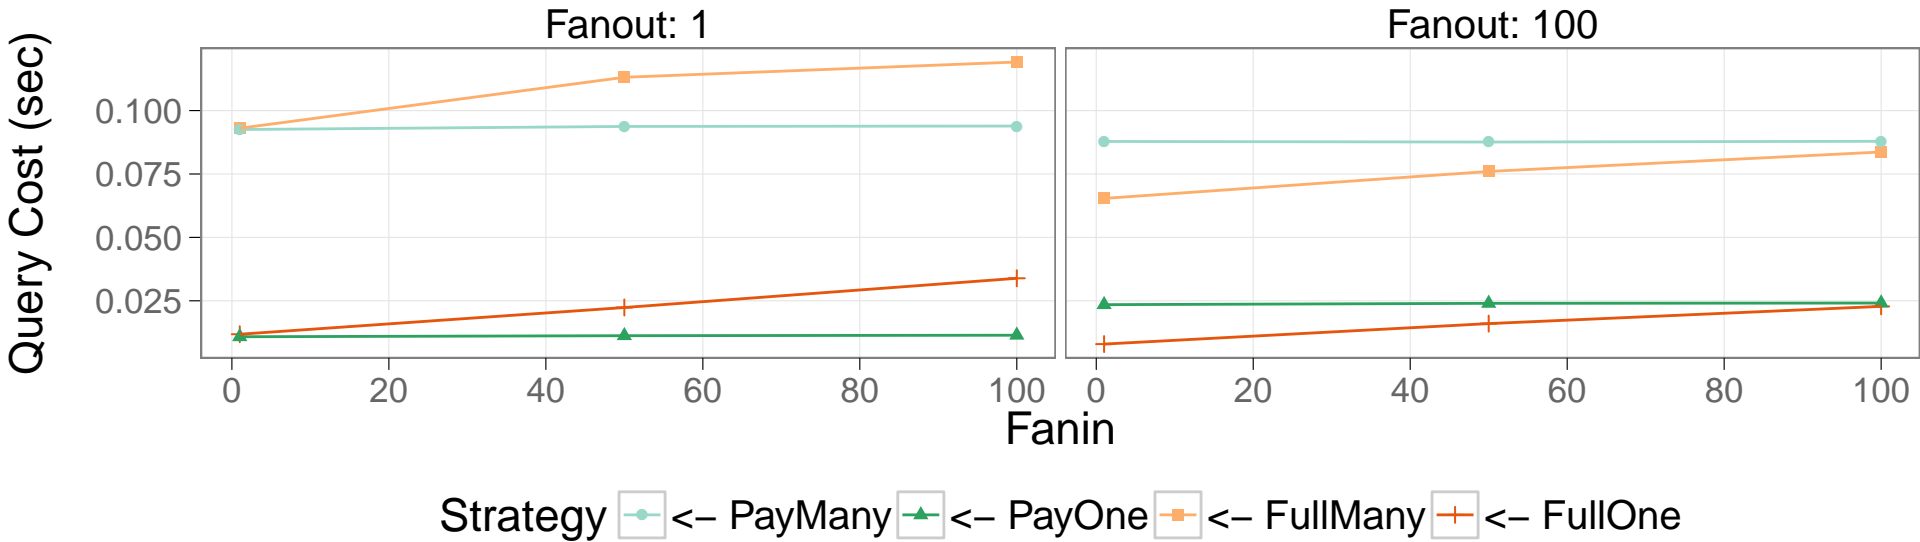 Fanout: 1
Fanout: 100
Query Cost (sec)
0.100
0.075
0.050
0.025
0 20 40 60 80 100
0 20 40 60 80 100
Fanin
Strategy <− PayMany <− PayOne <− FullMany <− FullOne